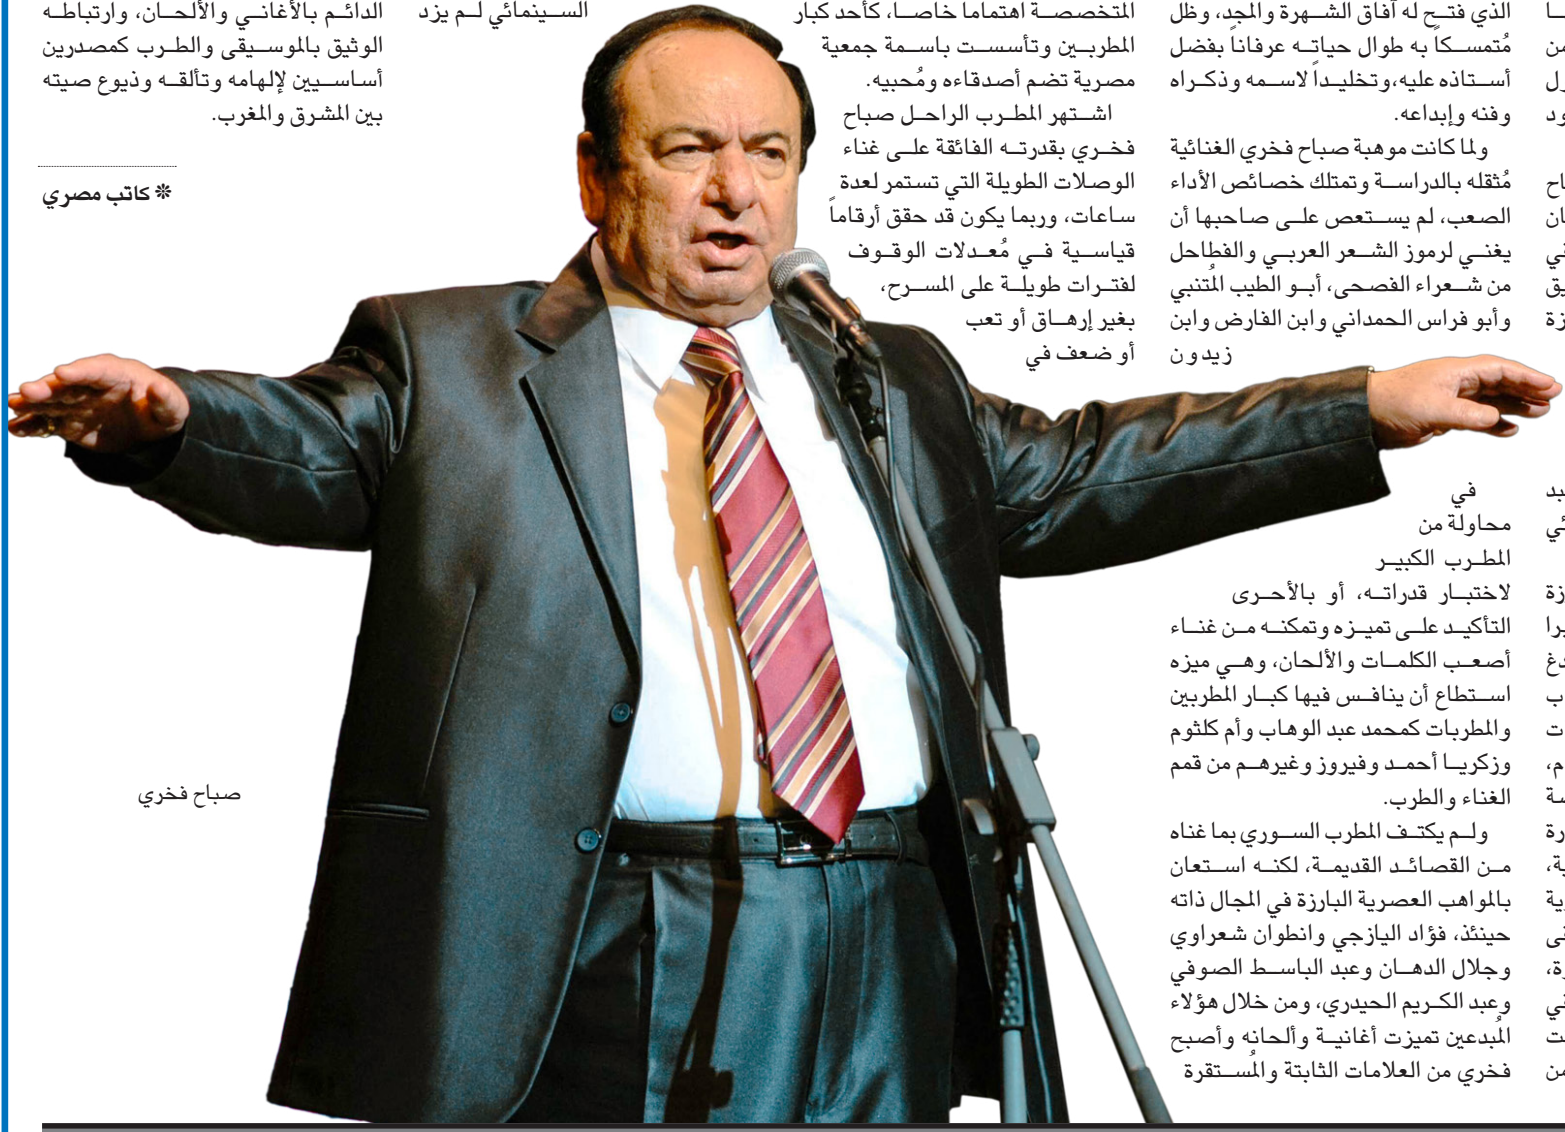 الذي فتح له آفاق الشهرة والمجد، وظل
مُتمسكاً به طوال حياته عرفاناً بفضل
أستاذه عليه،وتخليداً لاسمه وذكراه
وفنه وإبداعه.
ولما كانت موهبة صباح فخري الغنائية
مُثقله بالدراسة وتمتلك خصائص الأداء
الصعب، لم يستعص على صاحبها أن
يغني لرموز الشعر العربي والفطاحل
من شعراء الفصحى، أبو الطيب المُتنبي
وأبو فراس الحمداني وابن الفارض وابن
زيدون
في
محاولة من
المطرب الكبير
لاختبار قدراته، أو بالأحرى
التأكيد على تميزه وتمكنه من غناء
أصعب الكلمات والألحان، وهي ميزه
استطاع أن ينافس فيها كبار المطربين
والمطربات كمحمد عبد الوهاب وأم كلثوم
وزكريا أحمد وفيروز وغيرهم من قمم
الغناء والطرب.
ولم يكتف المطرب السوري بما غناه
من القصائد القديمة، لكنه استعان
بالمواهب العصرية البارزة في المجال ذاته
حينئذ، فؤاد اليازجي وانطوان شعراوي
وجلال الدهان وعبد الباسط الصوفي
وعبد الكريم الحيدري، ومن خلال هؤلاء
المُبدعين تميزت أغانية وألحانه وأصبح
فخري من العلامات الثابتة والمُستقرة
المتخصصة اهتماما خاصا، كأحد كبار
المطربين وتأسست باسمة جمعية
مصرية تضم أصدقاءه ومُحبيه.
اشتهر المطرب الراحل صباح
فخري بقدرته الفائقة على غناء
الوصلات الطويلة التي تستمر لعدة
ساعات، وربما يكون قد حقق أرقاماً
قياسية في مُعدلات الوقوف
لفترات طويلة على المسرح،
بغير إرهاق أو تعب
أو ضعف في
السينمائي لم يزد
الدائم بالأغاني والألحان، وارتباطه
الوثيق بالموسيقى والطرب كمصدرين
أساسيين لإلهامه وتألقه وذيوع صيته
بين المشرق والمغرب.
❊ كاتب مصري
صباح فخري